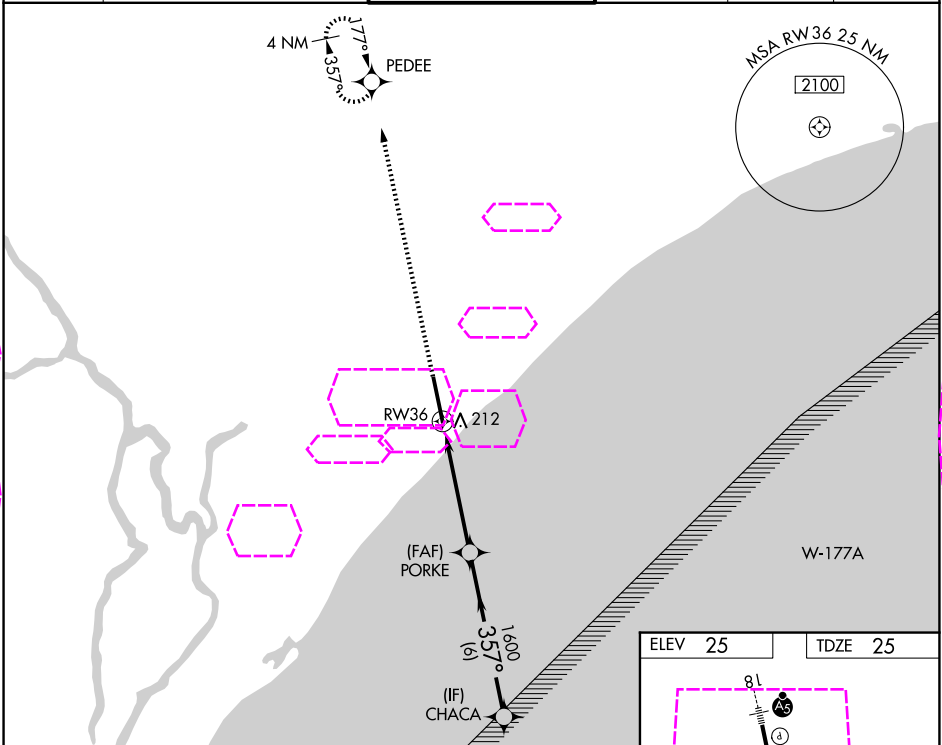 4 NM
177°
357°
PEDEE
MSA RW36 25 NM
2100
RW36
212
(FAF)
PORKE
W-177A
1600
357°
(6)
(IF)
CHACA
ELEV 25
TDZE 25
18
A5
P